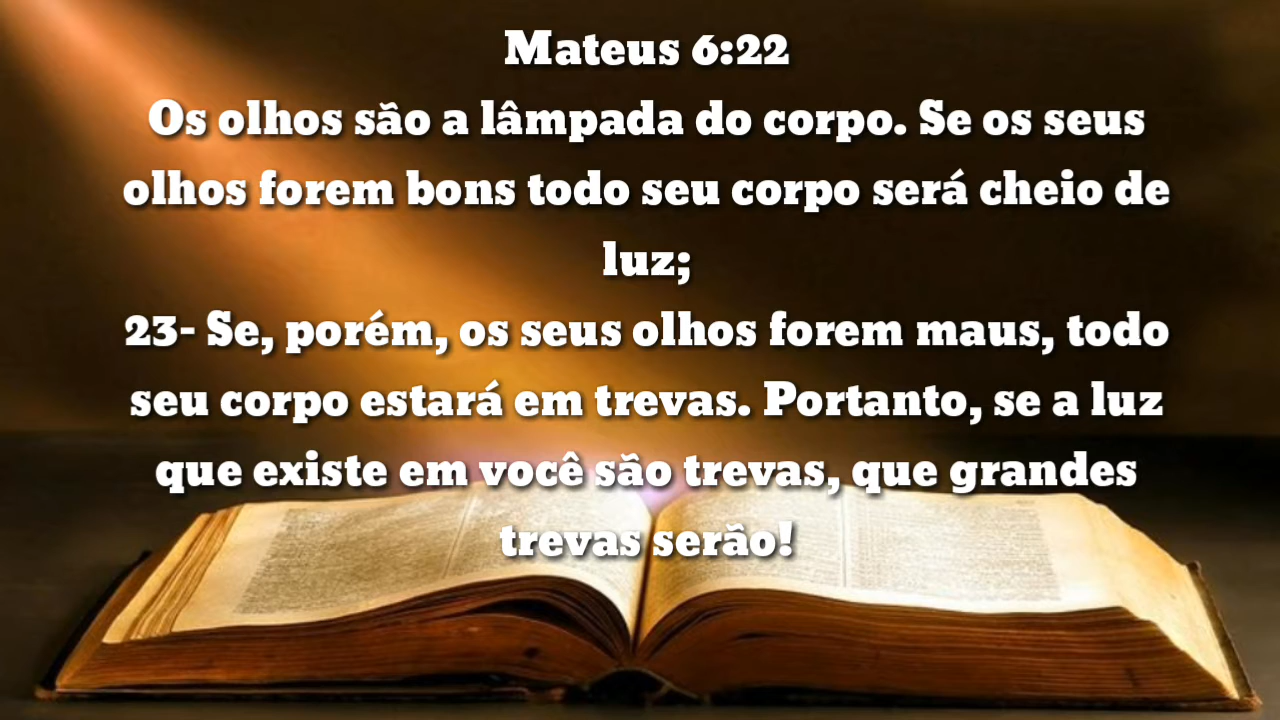 Mateus 6:22
Os olhos são a lâmpada do corpo. Se os seus
olhos forem bons todo seu corpo será cheio de
luz;
23- Se, porém, os seus olhos forem maus, todo
seu corpo estará em trevas. Portanto, se a luz
que existe em você são trevas, que grandes
trevas serão!